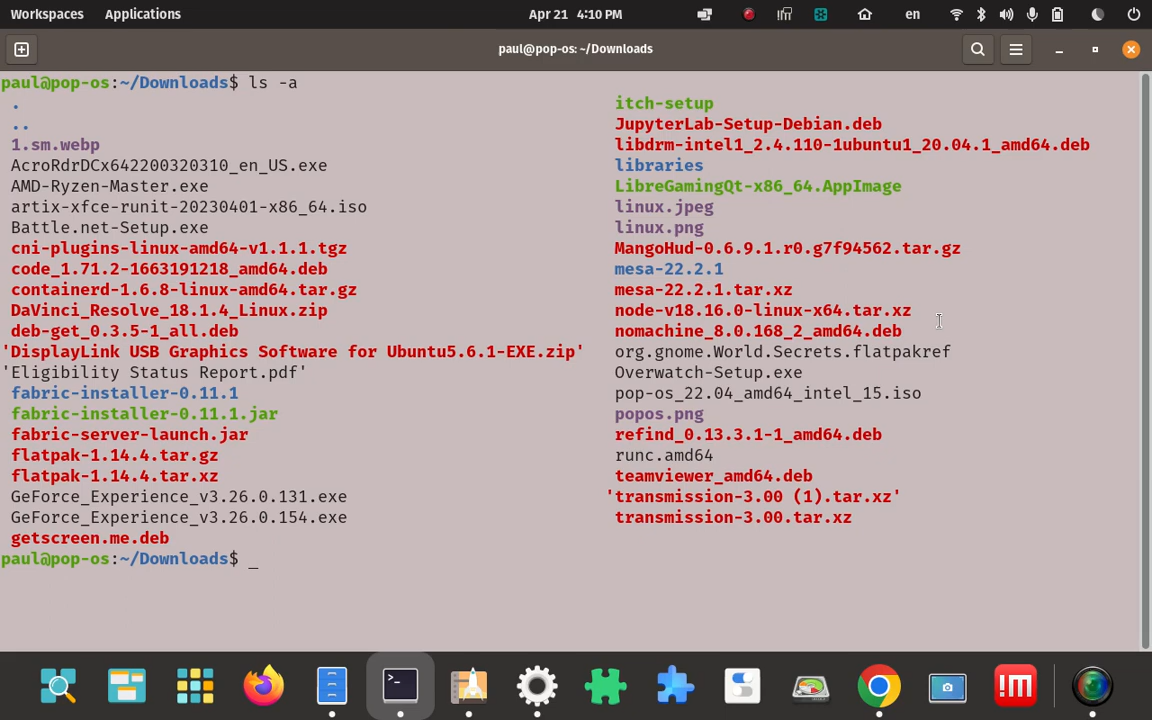 Workspaces Applications Apr 21 4:10 PM en
paul@pop-os: ~/Downloads
paul@pop-os:~/Downloads$ ls -a
.
..
1.sm.webp
AcroRdrDCx642200320310_en_US.exe
AMD-Ryzen-Master.exe
artix-xfce-runit-20230401-x86_64.iso
Battle.net-Setup.exe
cni-plugins-linux-amd64-v1.1.1.tgz
code_1.71.2-1663191218_amd64.deb
containerd-1.6.8-linux-amd64.tar.gz
DaVinci_Resolve_18.1.4_Linux.zip
deb-get_0.3.5-1_all.deb
'DisplayLink USB Graphics Software for Ubuntu5.6.1-EXE.zip'
'Eligibility Status Report.pdf'
fabric-installer-0.11.1
fabric-installer-0.11.1.jar
fabric-server-launch.jar
flatpak-1.14.4.tar.gz
flatpak-1.14.4.tar.xz
GeForce_Experience_v3.26.0.131.exe
GeForce_Experience_v3.26.0.154.exe
getscreen.me.deb
itch-setup
JupyterLab-Setup-Debian.deb
libdrm-intel1_2.4.110-1ubuntu1_20.04.1_amd64.deb
libraries
LibreGamingQt-x86_64.AppImage
linux.jpeg
linux.png
MangoHud-0.6.9.1.r0.g7f94562.tar.gz
mesa-22.2.1
mesa-22.2.1.tar.xz
node-v18.16.0-linux-x64.tar.xz
nomachine_8.0.168_2_amd64.deb
org.gnome.World.Secrets.flatpakref
Overwatch-Setup.exe
pop-os_22.04_amd64_intel_15.iso
popos.png
refind_0.13.3.1-1_amd64.deb
runc.amd64
teamviewer_amd64.deb
'transmission-3.00 (1).tar.xz'
transmission-3.00.tar.xz
paul@pop-os:~/Downloads$ _
!M